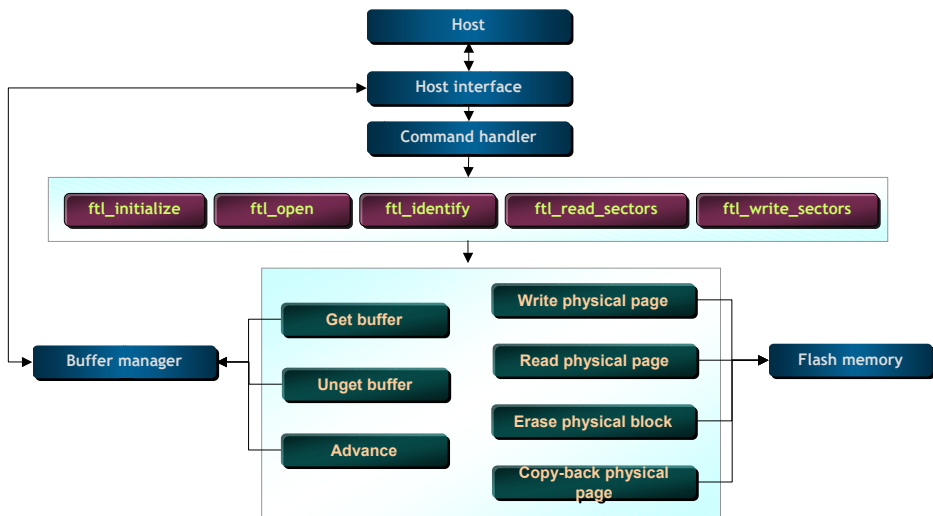 Host
Host interface
Command handler
ftl_initialize
ftl_open
ftl_identify
ftl_read_sectors
ftl_write_sectors
Get buffer
Unget buffer
Advance
Write physical page
Read physical page
Erase physical block
Copy-back physical
page
Buffer manager
Flash memory